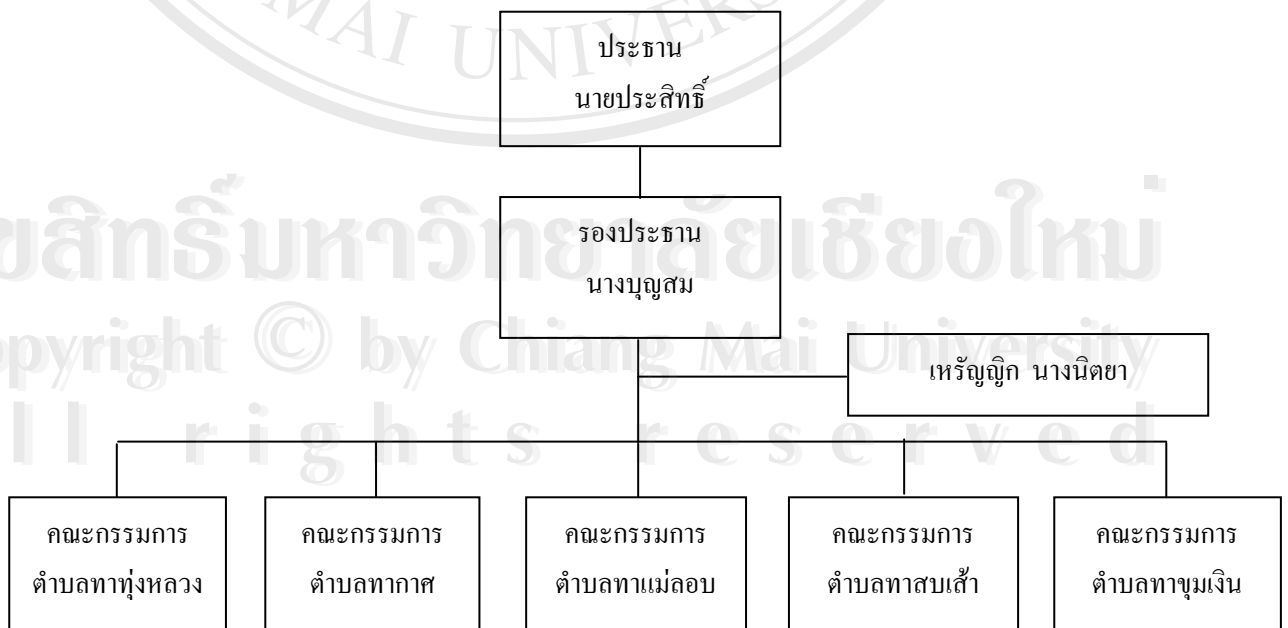 MAI UNIVERS
ประธาน
นายประสิทธิ์
ขสิทธิ์มหาวิทยาลัยเชียงใหม่
รองประธาน
นางบุญสม
opyright © by Chiang Mai University
เหรัญญิก นางนิตยา
ll rights reserved
คณะกรรมการ
ตำบลทาทุ่งหลวง
คณะกรรมการ
ตำบลทากาศ
คณะกรรมการ
ตำบลทาแม่ลอบ
คณะกรรมการ
ตำบลทาสบเส้า
คณะกรรมการ
ตำบลทาขุมเงิน